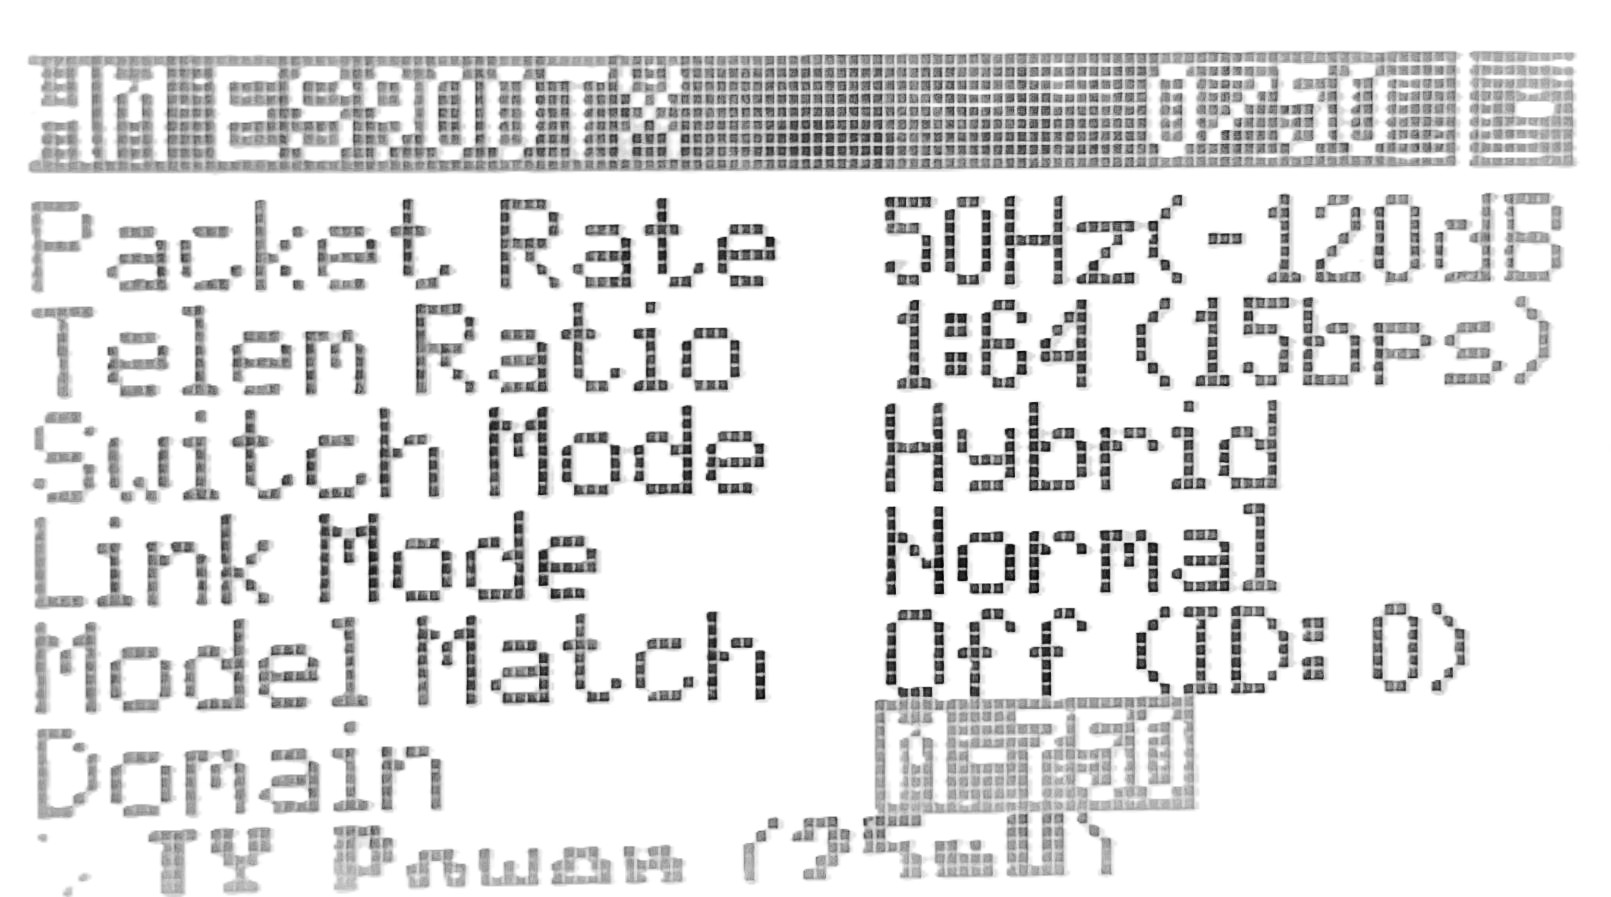 Packet Rate 50Hz(-120dB
Telem Ratio 1:64 (15bps)
Switch Mode Hybrid
Link Mode Normal
Model Match Off (ID: 0)
Domain
> TX Power (25mW)